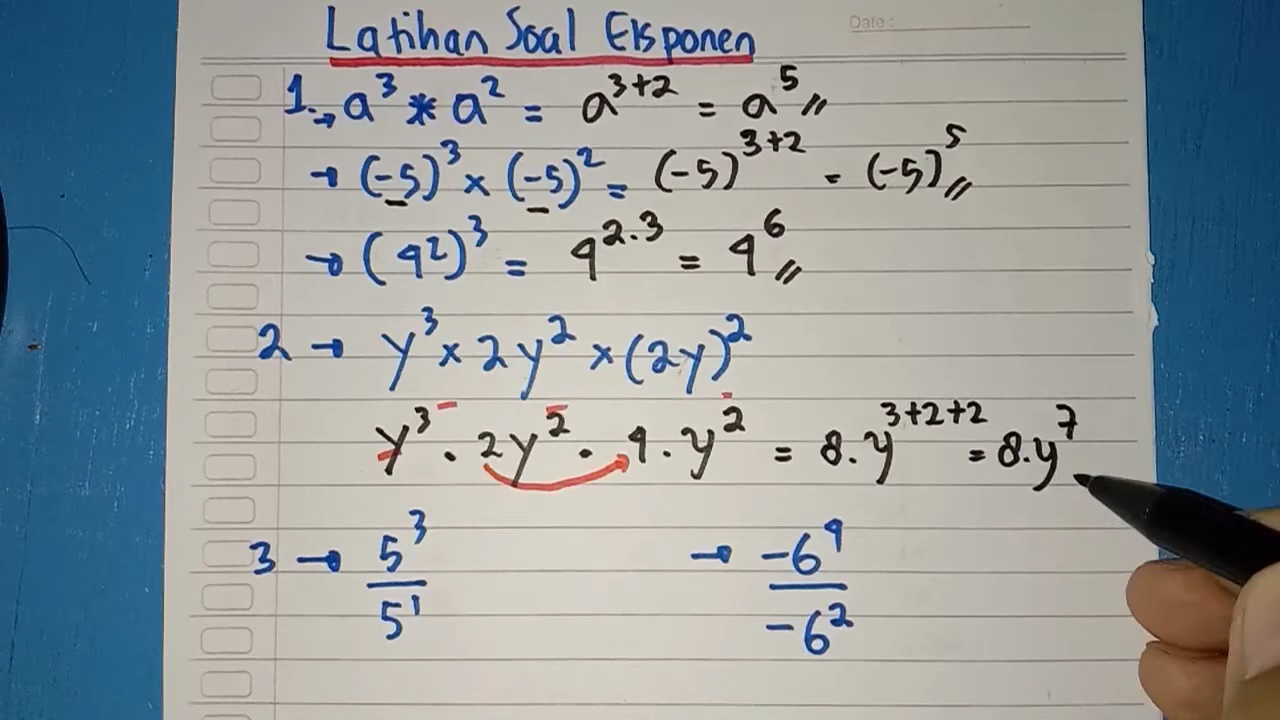 Latihan Soal Eksponen
Date :
1. → a³ * a² = a³⁺² = a⁵ //
→ (-5)³ × (-5)² = (-5)³⁺² = (-5)⁵ //
→ (4²)³ = 4²·³ = 4⁶ //
2 → y³ × 2y² × (2y)²
y³ . 2y² . 4 . y² = 8.y³⁺²⁺² = 8.y⁷
3 → 5³/5¹ → -6⁴/-6²